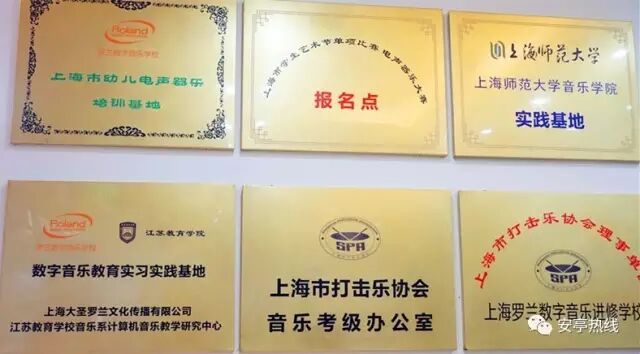 Roland
罗兰数字音乐学校
上海市幼儿电声器乐
培训基地
上海市学生艺术节单项比赛电声器乐大赛
报名点
上海师范大学
上海师范大学音乐学院
实践基地
Roland
罗兰数字音乐学校
江苏教育学院
数字音乐教育实习实践基地
上海大圣罗兰文化传播有限公司
江苏教育学校音乐系计算机音乐教学研究中心
SPA
上海市打击乐协会
音乐考级办公室
上海市打击乐协会理事单
上海罗兰数字音乐进修学校
安亭热线